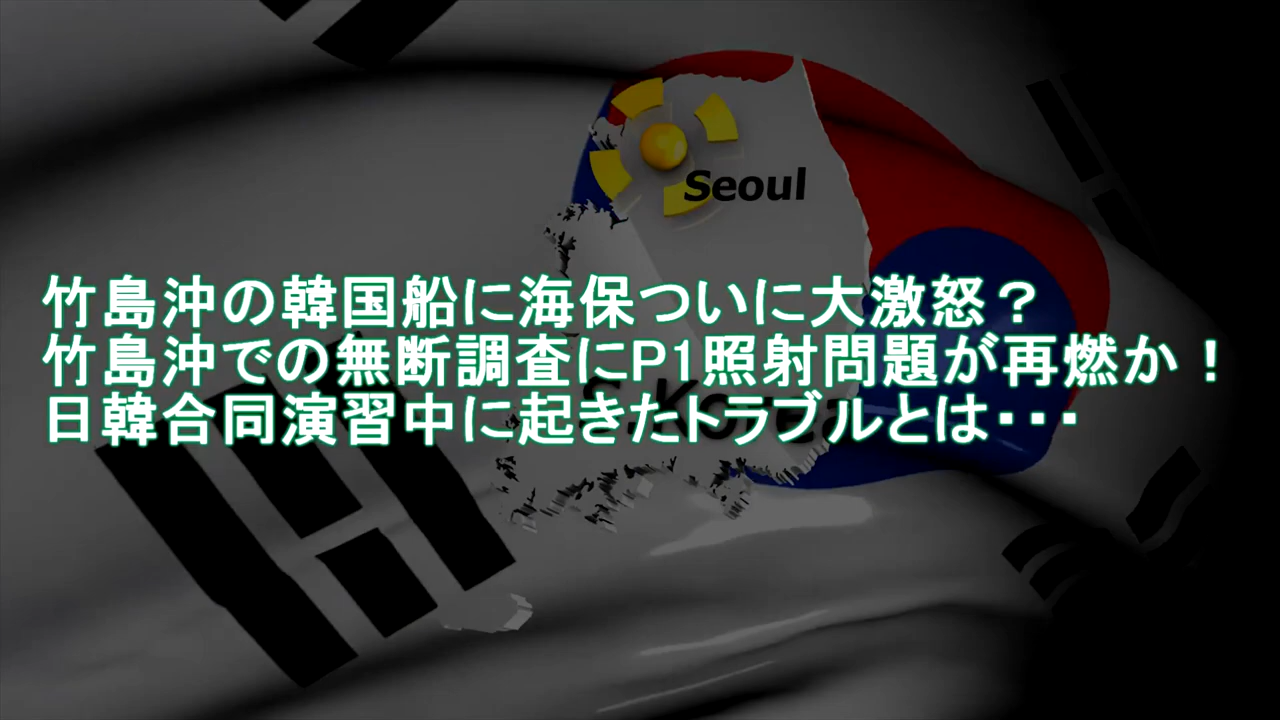 Seoul
竹島沖の韓国船に海保ついに大激怒？
竹島沖での無断調査にP1照射問題が再燃か！
日韓合同演習中に起きたトラブルとは・・・
S.Korea